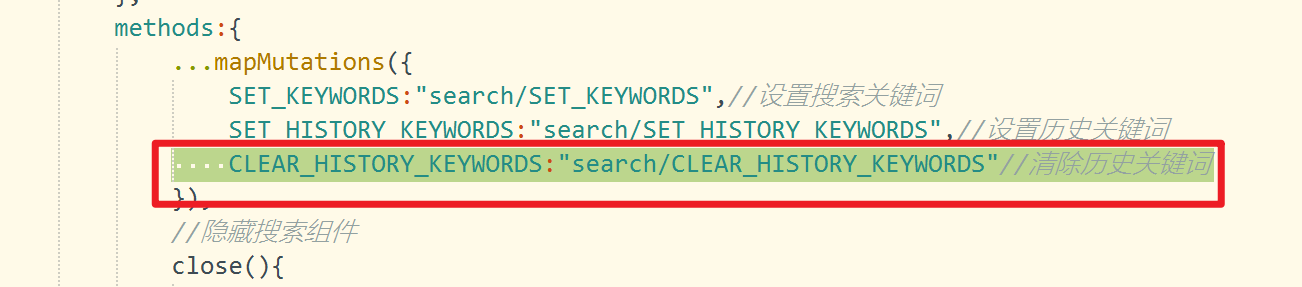 },
methods:{
...mapMutations({
SET_KEYWORDS:"search/SET_KEYWORDS",//设置搜索关键词
SET_HISTORY_KEYWORDS:"search/SET_HISTORY_KEYWORDS",//设置历史关键词
CLEAR_HISTORY_KEYWORDS:"search/CLEAR_HISTORY_KEYWORDS"//清除历史关键词
}),
//隐藏搜索组件
close(){